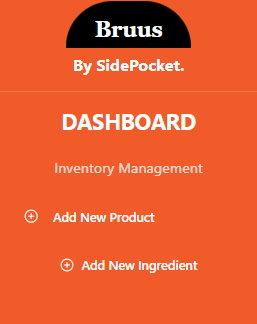 Bruus
By SidePocket.
DASHBOARD
Inventory Management
Add New Product
Add New Ingredient